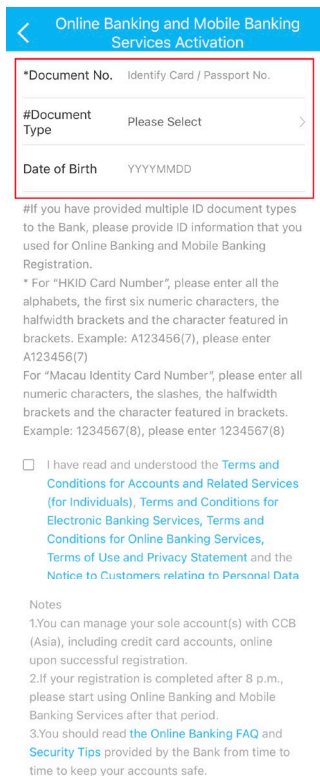 Online Banking and Mobile Banking
Services Activation
*Document No. Identify Card / Passport No.
#Document
Type
Please Select
Date of Birth YYYYMMDD
#If you have provided multiple ID document types
to the Bank, please provide ID information that you
used for Online Banking and Mobile Banking
Registration.
* For "HKID Card Number", please enter all the
alphabets, the first six numeric characters, the
halfwidth brackets and the character featured in
brackets. Example: A123456(7), please enter
A123456(7)
For "Macau Identity Card Number", please enter all
numeric characters, the slashes, the halfwidth
brackets and the character featured in brackets.
Example: 1234567(8), please enter 1234567(8)
I have read and understood the Terms and
Conditions for Accounts and Related Services
(for Individuals), Terms and Conditions for
Electronic Banking Services, Terms and
Conditions for Online Banking Services,
Terms of Use and Privacy Statement and the
Notice to Customers relating to Personal Data
Notes
1.You can manage your sole account(s) with CCB
(Asia), including credit card accounts, online
upon successful registration.
2.If your registration is completed after 8 p.m.,
please start using Online Banking and Mobile
Banking Services after that period.
3.You should read the Online Banking FAQ and
Security Tips provided by the Bank from time to
time to keep your accounts safe.